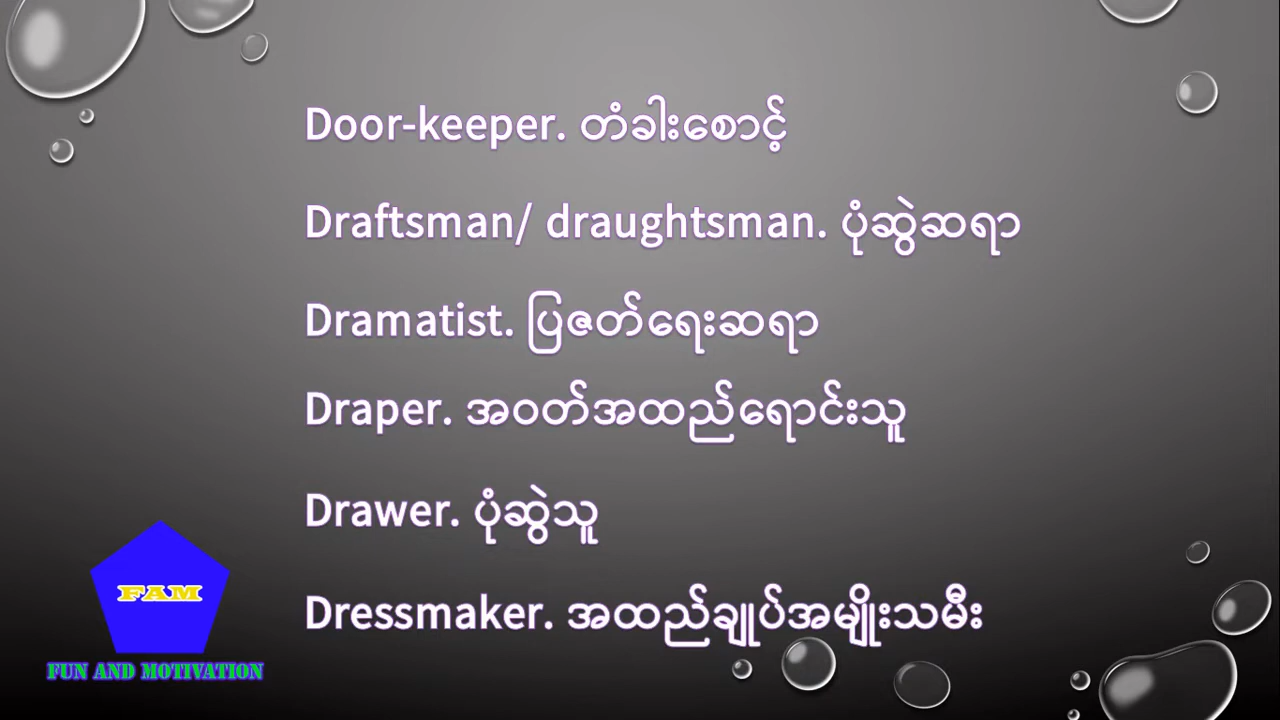 Door-keeper. တံခါးစောင့်
Draftsman/ draughtsman. ပုံဆွဲဆရာ
Dramatist. ပြဇတ်ရေးဆရာ
Draper. အဝတ်အထည်ရောင်းသူ
Drawer. ပုံဆွဲသူ
Dressmaker. အထည်ချျုပ်အမျိုးသမီး
FAM
FUN AND MOTIVATION